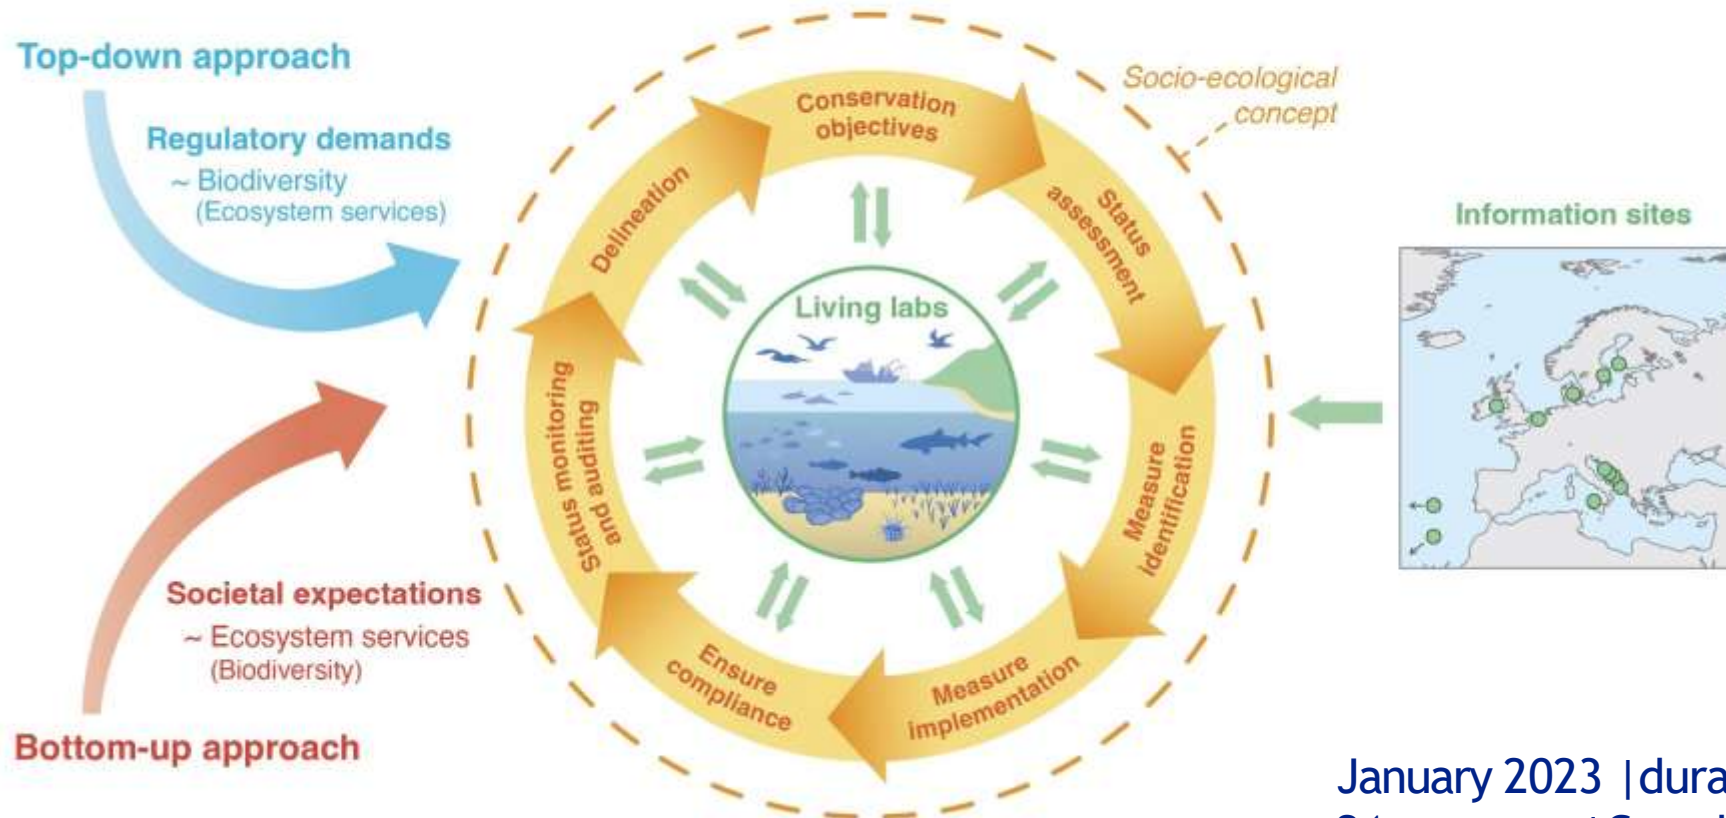 Top-down approach
Regulatory demands
~ Biodiversity
(Ecosystem services)
Societal expectations
~ Ecosystem services
(Biodiversity)
Bottom-up approach
Conservation
objectives
Status
assessment
Measure
identification
Measure
implementation
Ensure
compliance
Status monitoring
and auditing
Delineation
Living labs
Socio-ecological
concept
Information sites
January 2023 |